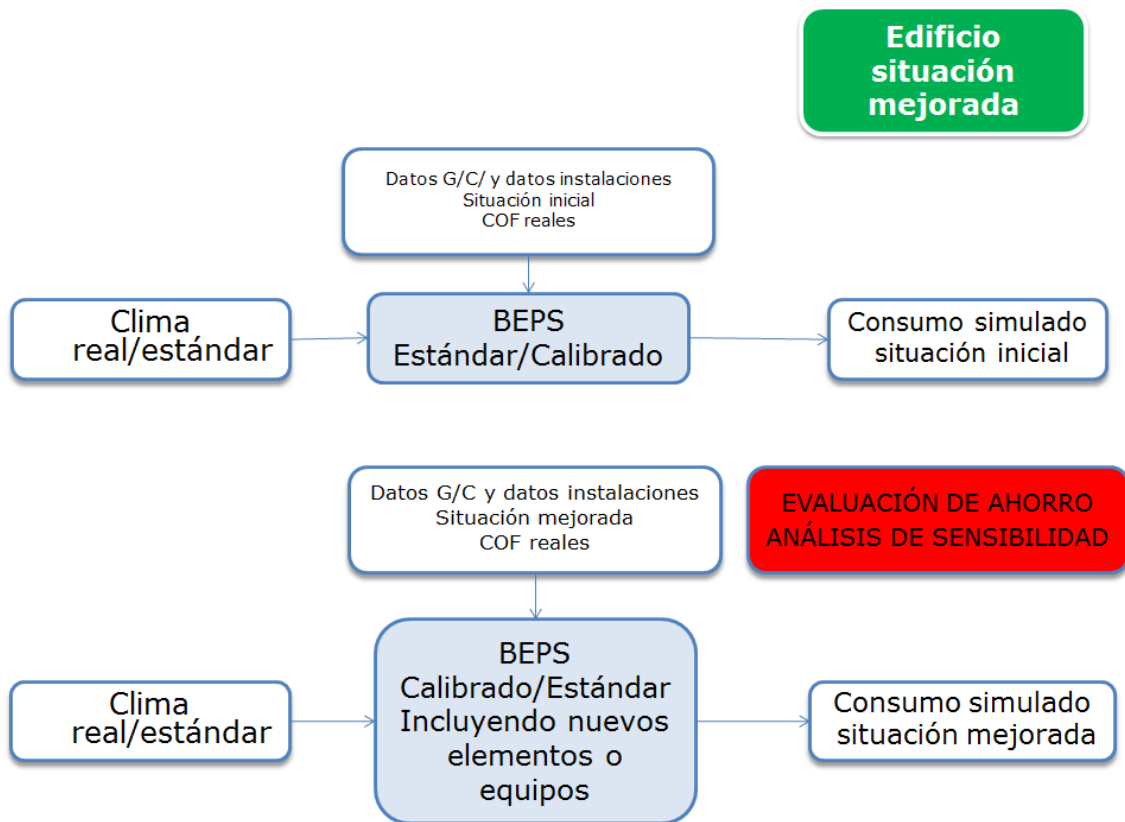 Edificio
situación
mejorada
Datos G/C/ y datos instalaciones
Situación inicial
COF reales
Clima
real/estándar
BEPS
Estándar/Calibrado
Consumo simulado
situación inicial
Datos G/C y datos instalaciones
Situación mejorada
COF reales
EVALUACIÓN DE AHORRO
ANÁLISIS DE SENSIBILIDAD
Clima
real/estándar
BEPS
Calibrado/Estándar
Incluyendo nuevos
elementos o
equipos
Consumo simulado
situación mejorada